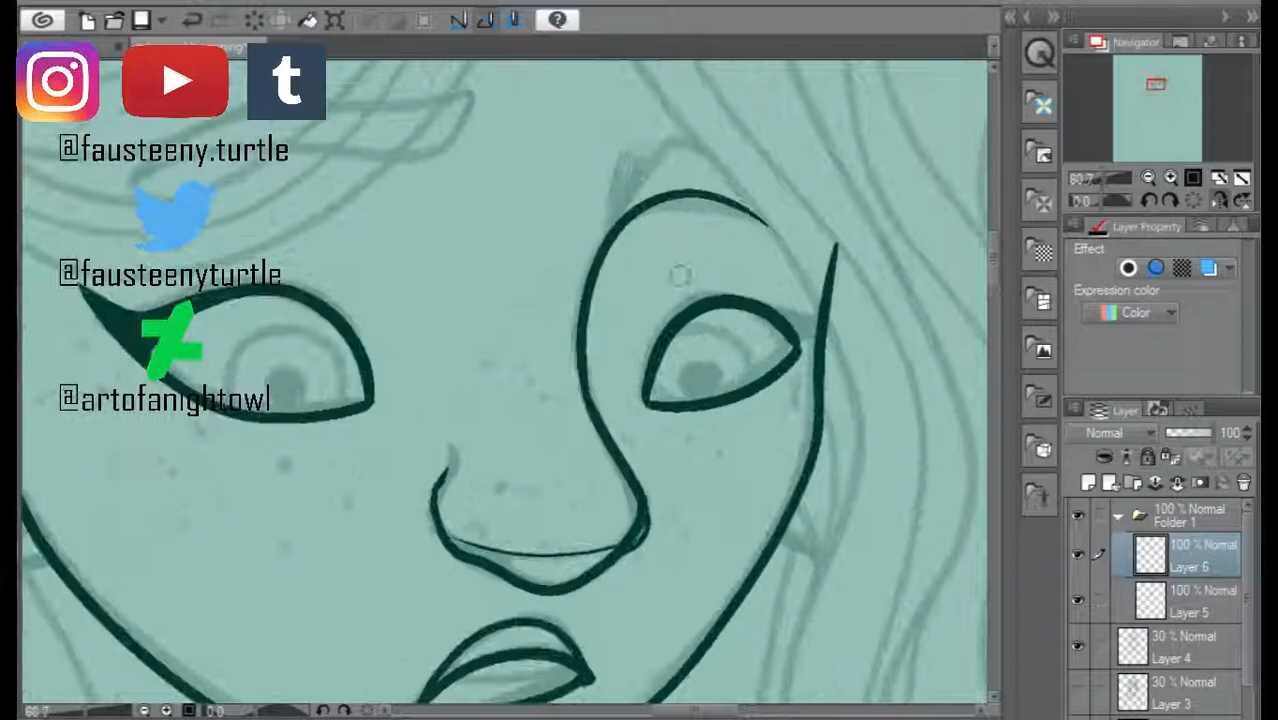 Navigator
@fausteeny.turtle
@fausteenyturtle
@artofanightowl
Layer Property
Effect
Expression color
Color
Layer
Normal
100
100 % Normal
Folder 1
100 % Normal
Layer 6
100 % Normal
Layer 5
30 % Normal
Layer 4
30 % Normal
Layer 3